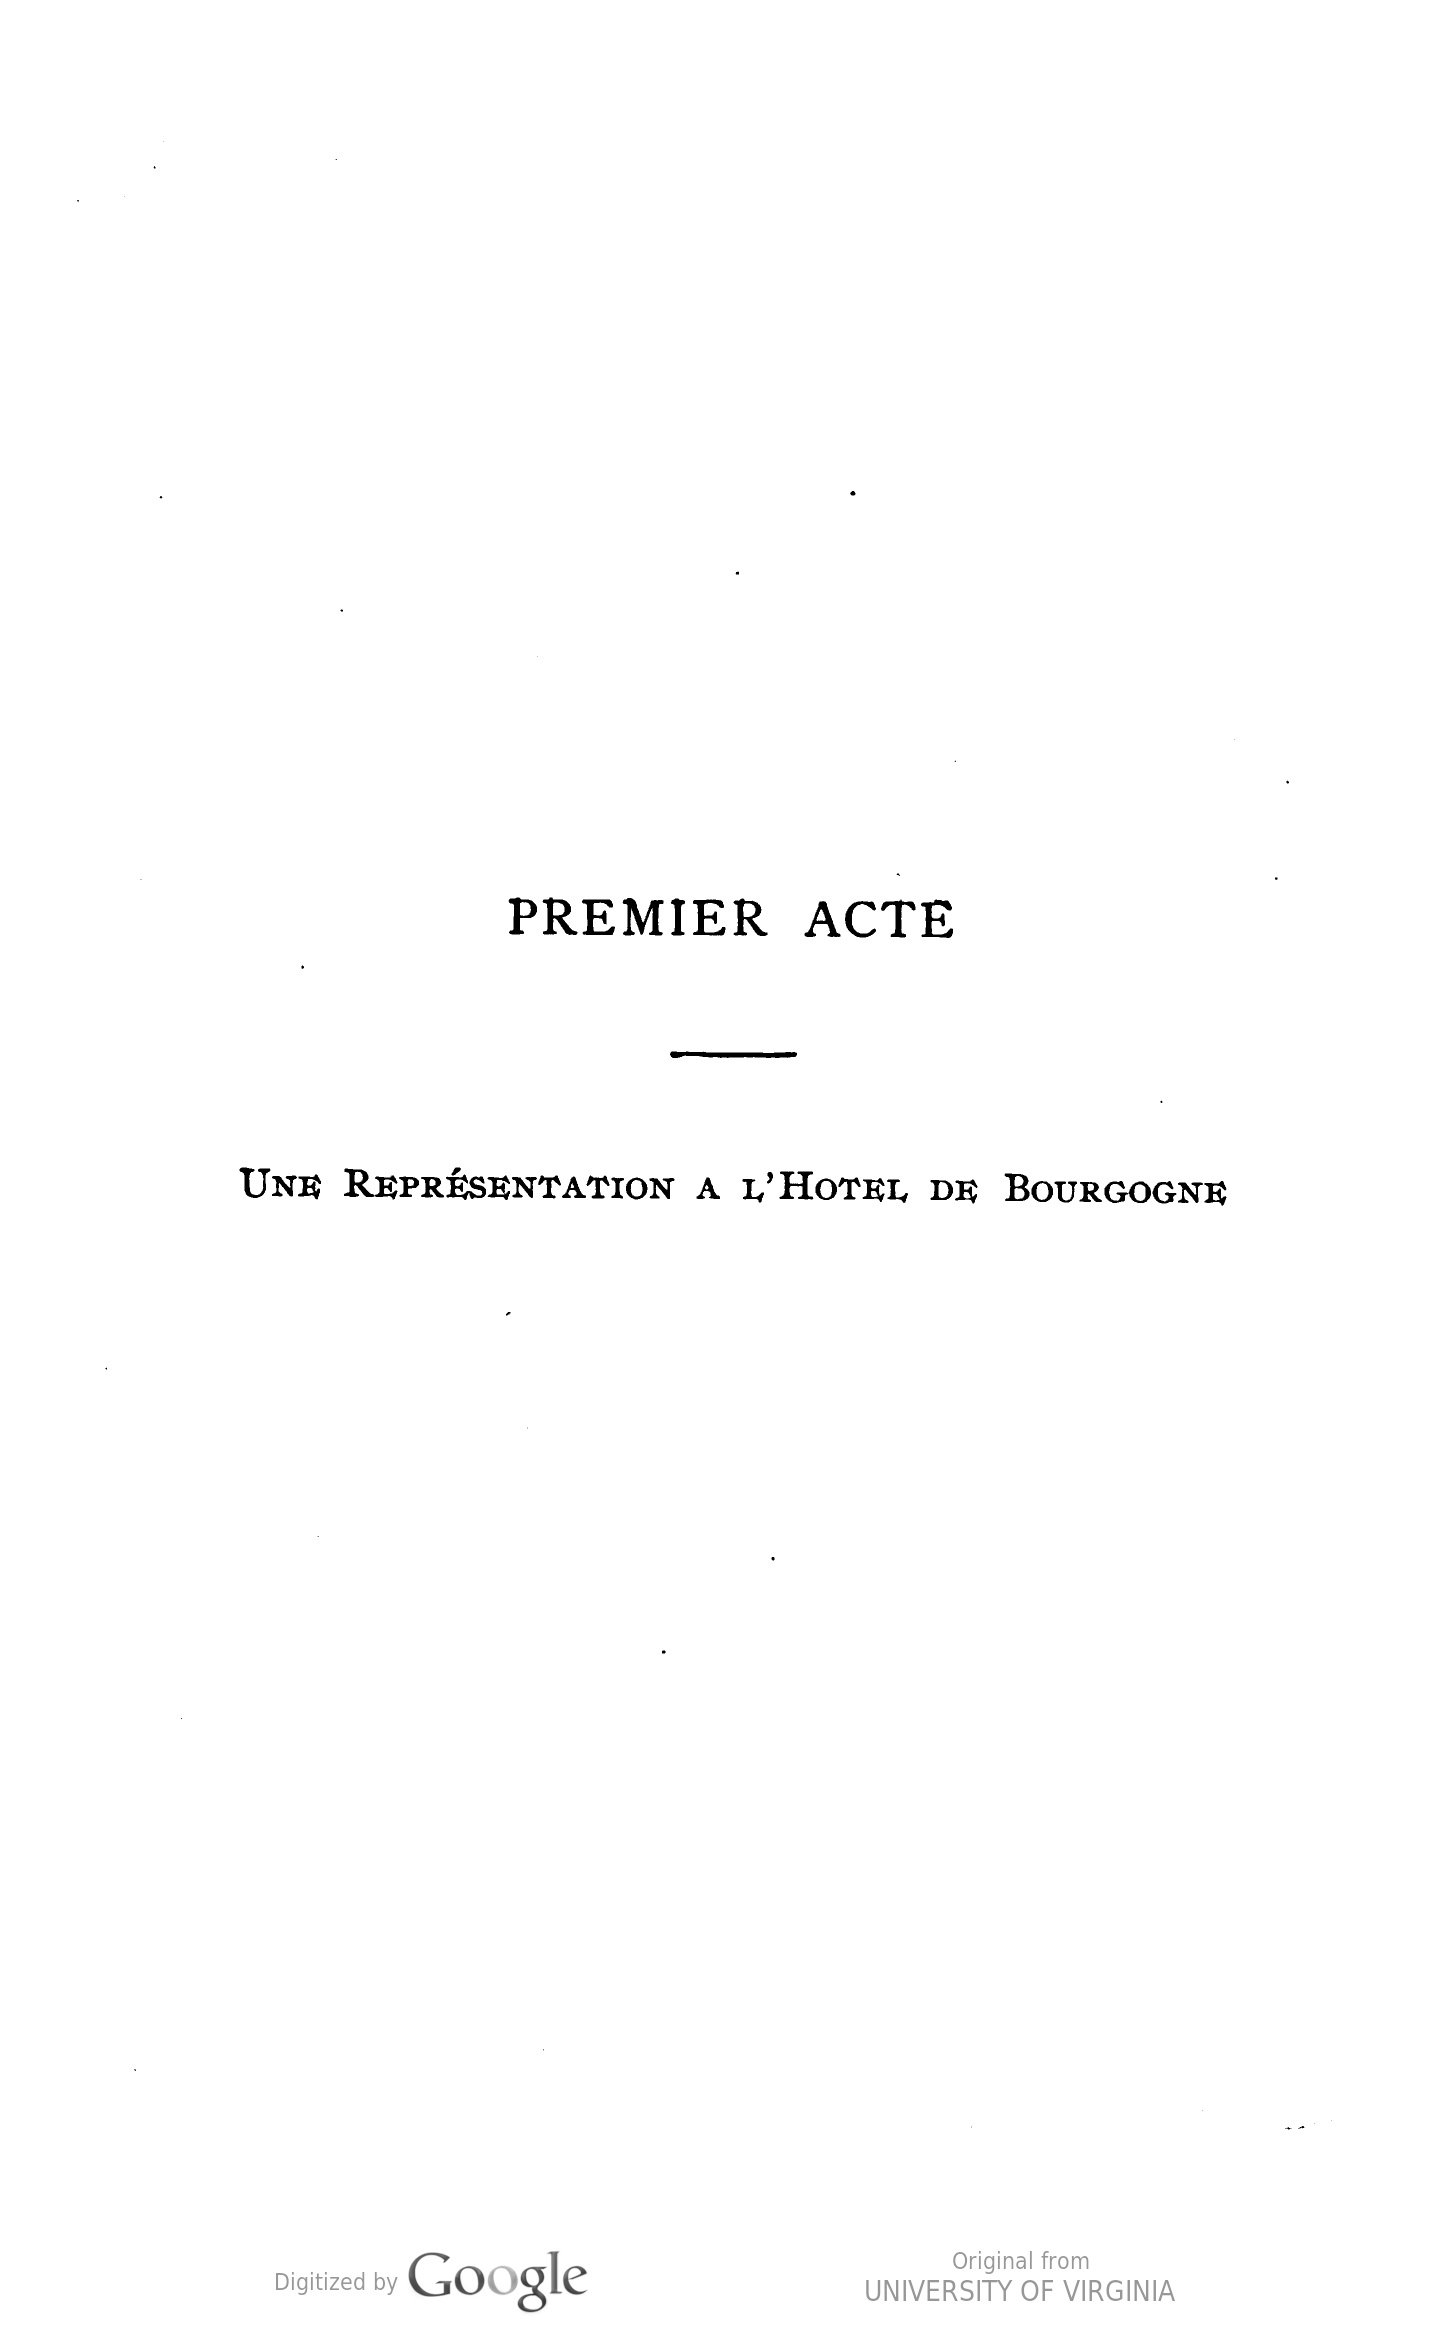 PREMIER ACTE
UNE REPRÉSENTATION A L'HOTEL DE BOURGOGNE
Digitized by Google
Original from
UNIVERSITY OF VIRGINIA